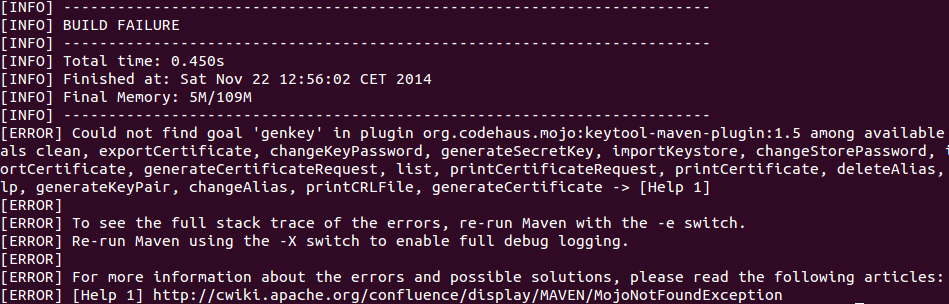 [INFO] ------------------------------------------------------------------------
[INFO] BUILD FAILURE
[INFO] ------------------------------------------------------------------------
[INFO] Total time: 0.450s
[INFO] Finished at: Sat Nov 22 12:56:02 CET 2014
[INFO] Final Memory: 5M/109M
[INFO] ------------------------------------------------------------------------
[ERROR] Could not find goal 'genkey' in plugin org.codehaus.mojo:keytool-maven-plugin:1.5 among available
als clean, exportCertificate, changeKeyPassword, generateSecretKey, importKeystore, changeStorePassword, i
ortCertificate, generateCertificateRequest, list, printCertificateRequest, printCertificate, deleteAlias,
lp, generateKeyPair, changeAlias, printCRLFile, generateCertificate -> [Help 1]
[ERROR]
[ERROR] To see the full stack trace of the errors, re-run Maven with the -e switch.
[ERROR] Re-run Maven using the -X switch to enable full debug logging.
[ERROR]
[ERROR] For more information about the errors and possible solutions, please read the following articles:
[ERROR] [Help 1] http://cwiki.apache.org/confluence/display/MAVEN/MojoNotFoundException